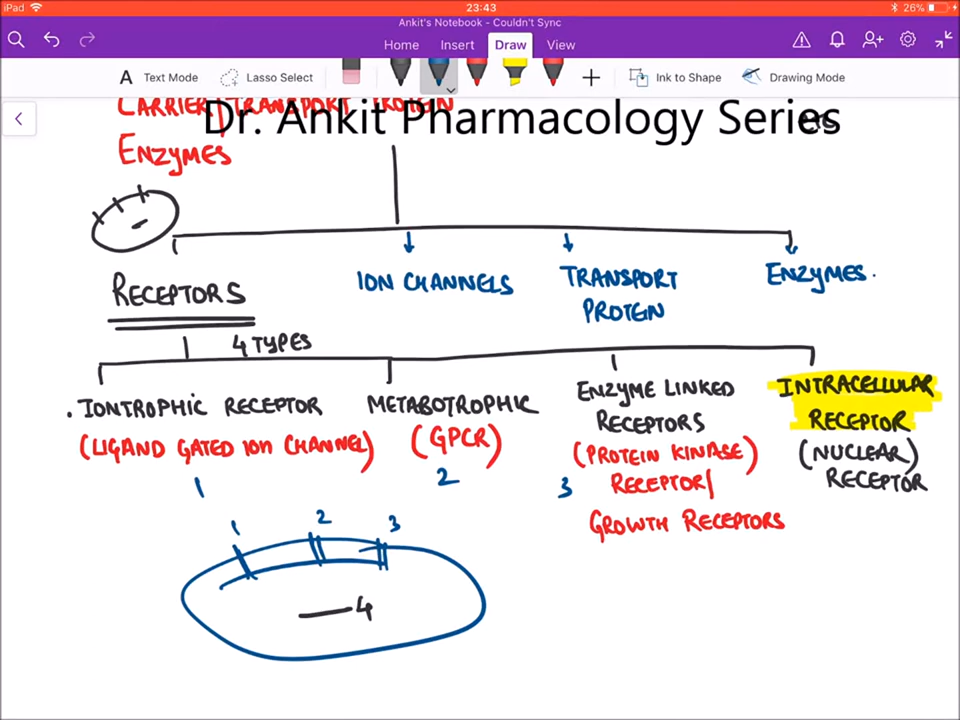 iPad
23:43
26%
Ankit's Notebook - Couldn't Sync
Home Insert Draw View
A Text Mode Lasso Select Ink to Shape Drawing Mode
CARRIER/TRANSPORT PROTEIN
Dr. Ankit Pharmacology Series
ENZYMES
RECEPTORS
ION CHANNELS
TRANSPORT
PROTEIN
ENZYMES.
4 TYPES
. IONTROPHIC RECEPTOR
(LIGAND GATED ION CHANNEL)
1
METABOTROPHIC
(GPCR)
2
ENZYME LINKED
RECEPTORS
(PROTEIN KINASE)
3 RECEPTOR/
GROWTH RECEPTORS
INTRACELLULAR
RECEPTOR
(NUCLEAR)
RECEPTOR
1 2 3
4